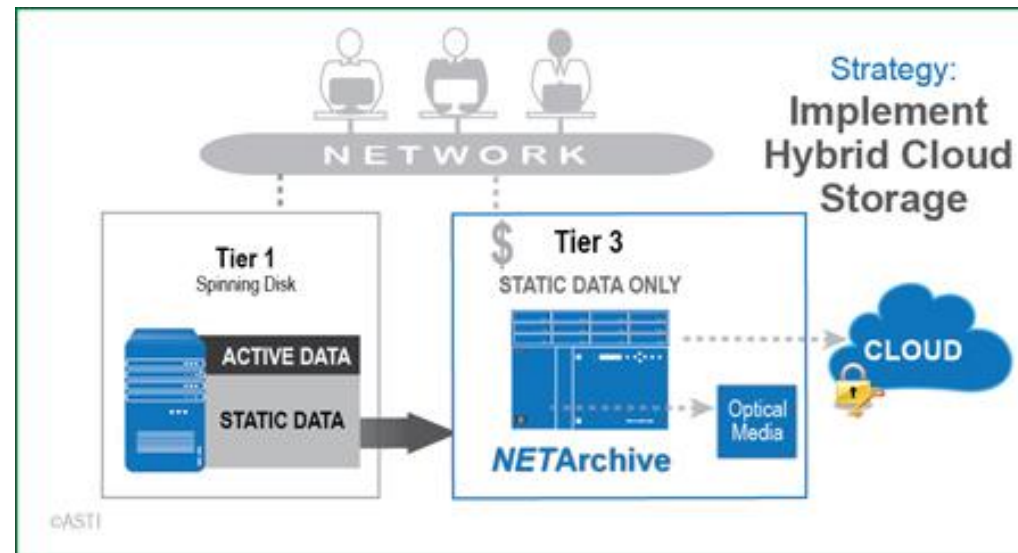 Strategy:
Implement
Hybrid Cloud
Storage
NETWORK
Tier 1
Spinning Disk
ACTIVE DATA
STATIC DATA
$
Tier 3
STATIC DATA ONLY
NETArchive
Optical
Media
CLOUD
©ASTI